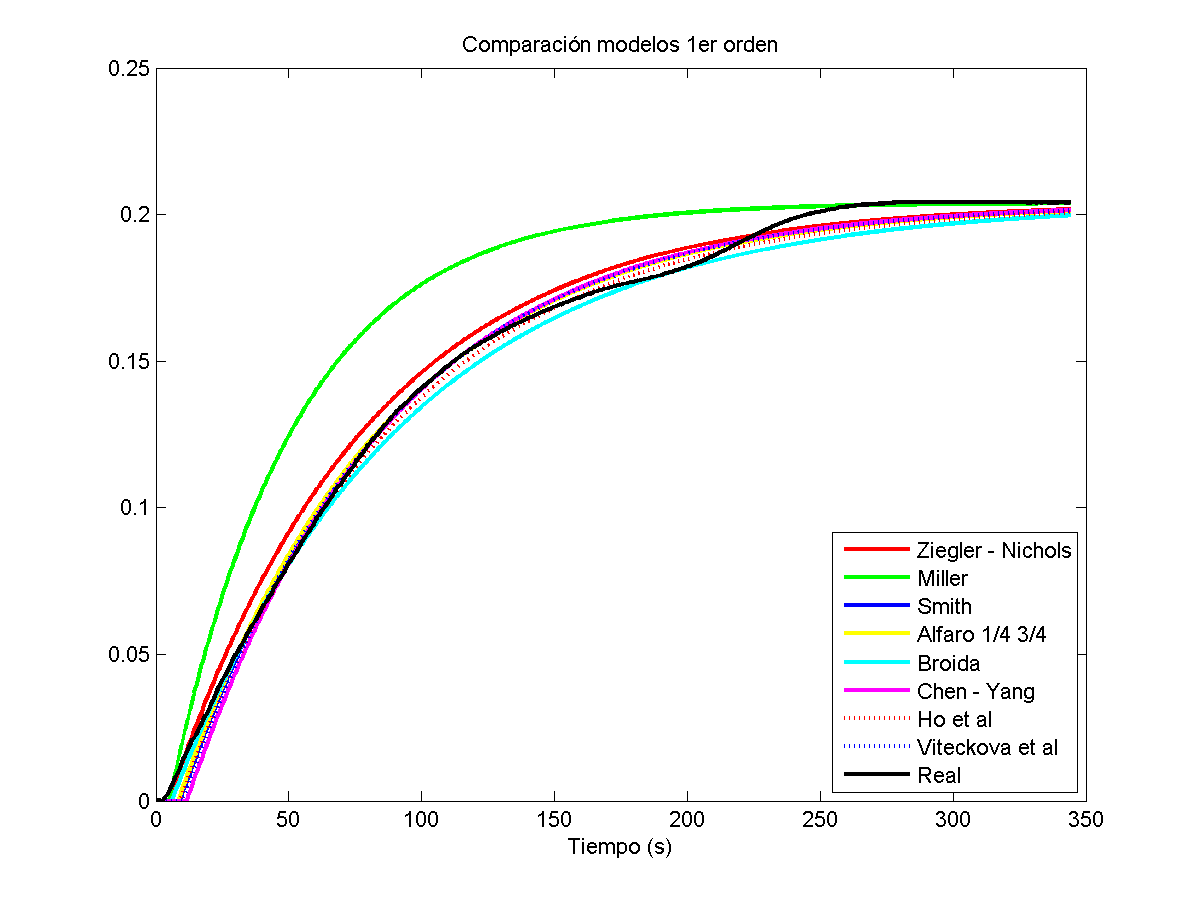 Comparación modelos 1er orden
0.25
0.2
0.15
0.1
0.05
0
0 50 100 150 200 250 300 350
Tiempo (s)
Ziegler - Nichols
Miller
Smith
Alfaro 1/4 3/4
Broida
Chen - Yang
Ho et al
Viteckova et al
Real